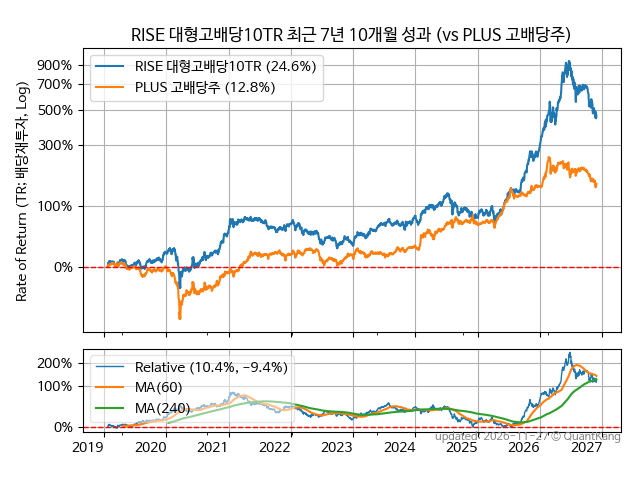 RISE 대형고배당10TR 최근 7년 10개월 성과 (vs PLUS 고배당주)
Rate of Return (TR: 배당재투자, Log)
900%
700%
500%
300%
100%
0%
RISE 대형고배당10TR (24.6%)
PLUS 고배당주 (12.8%)
200%
100%
0%
Relative (10.4%, −9.4%)
MA(60)
MA(240)
2019 2020 2021 2022 2023 2024 2025 2026 2027
updated: 2026-11-27 © QuantKang